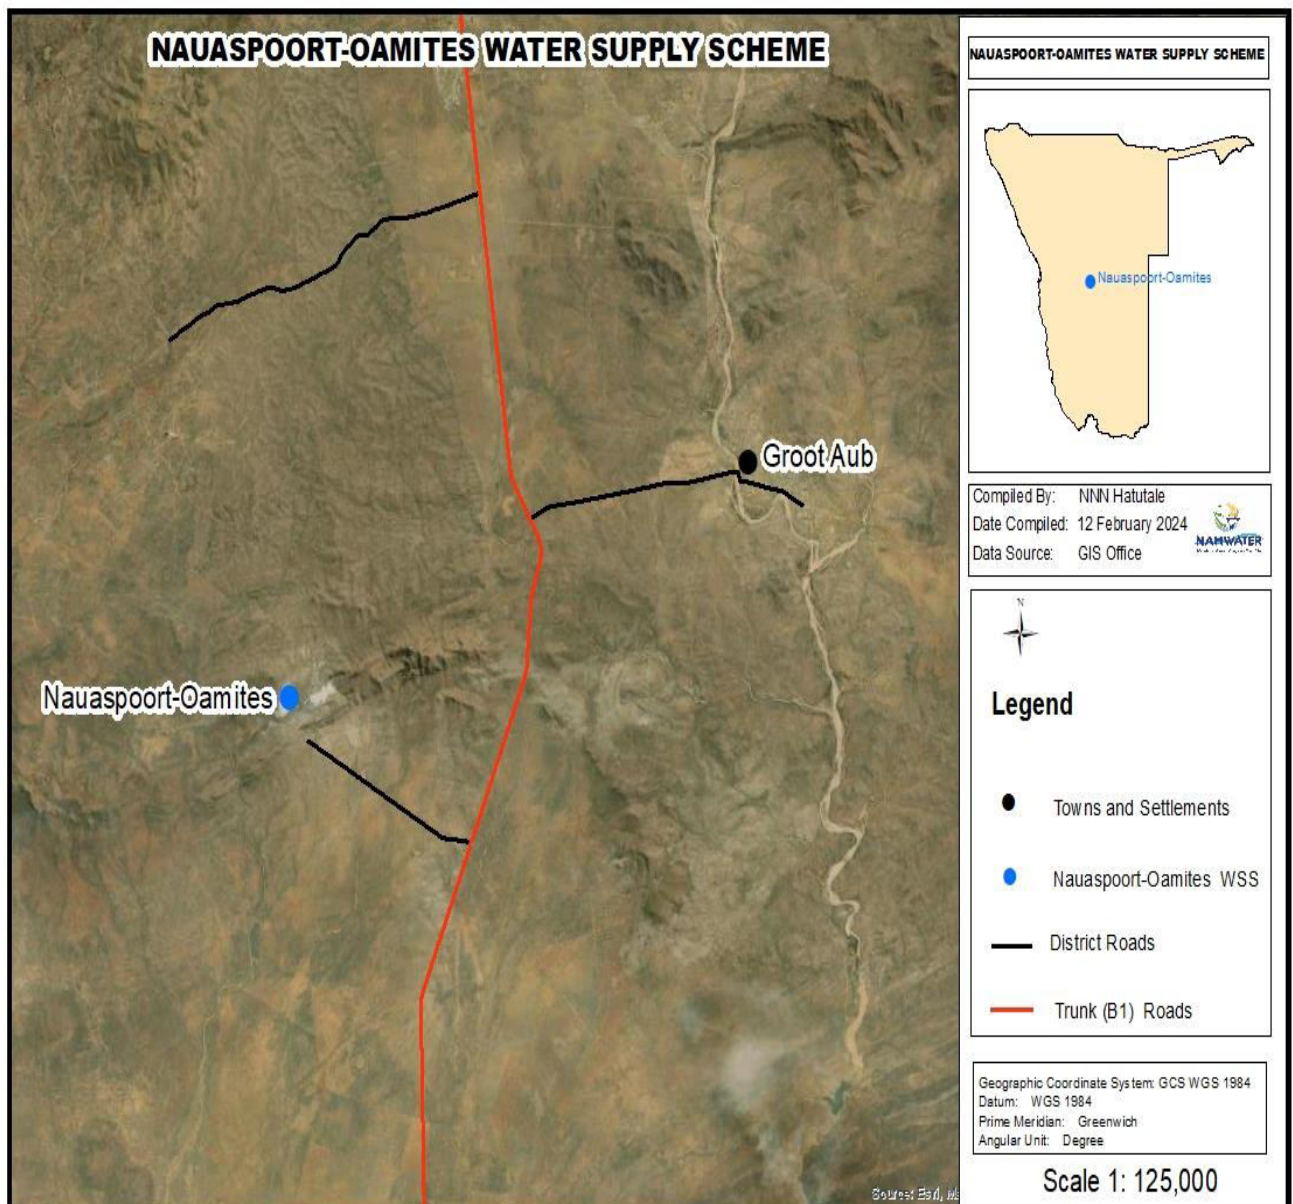 NAUASPOORT-OAMITES WATER SUPPLY SCHEME
Groot Aub
Nauaspoort-Oamites
Source: Esri,
NAUASPOORT-OAMITES WATER SUPPLY SCHEME
Nauaspoort-Oamites
Compiled By: NNN Hatutale
Date Compiled: 12 February 2024
Data Source: GIS Office
NAMWATER
N
Legend
Towns and Settlements
Nauaspoort-Oamites WSS
District Roads
Trunk (B1) Roads
Geographic Coordinate System: GCS WGS 1984
Datum: WGS 1984
Prime Meridian: Greenwich
Angular Unit: Degree
Scale 1: 125,000